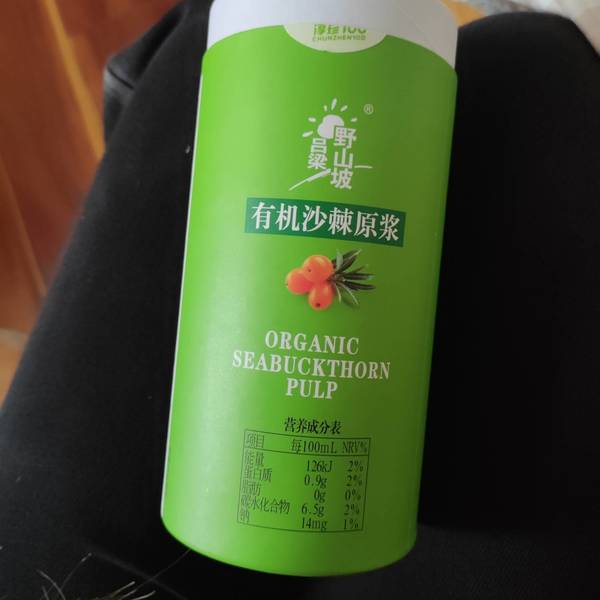 淳珍100
CHUNZHEN100
®
吕梁
野山坡
有机沙棘原浆
ORGANIC
SEABUCKTHORN
PULP
营养成分表
项目 每100mL NRV%
能量 126kJ 2%
蛋白质 0.9g 2%
脂肪 0g 0%
碳水化合物 6.5g 2%
钠 14mg 1%